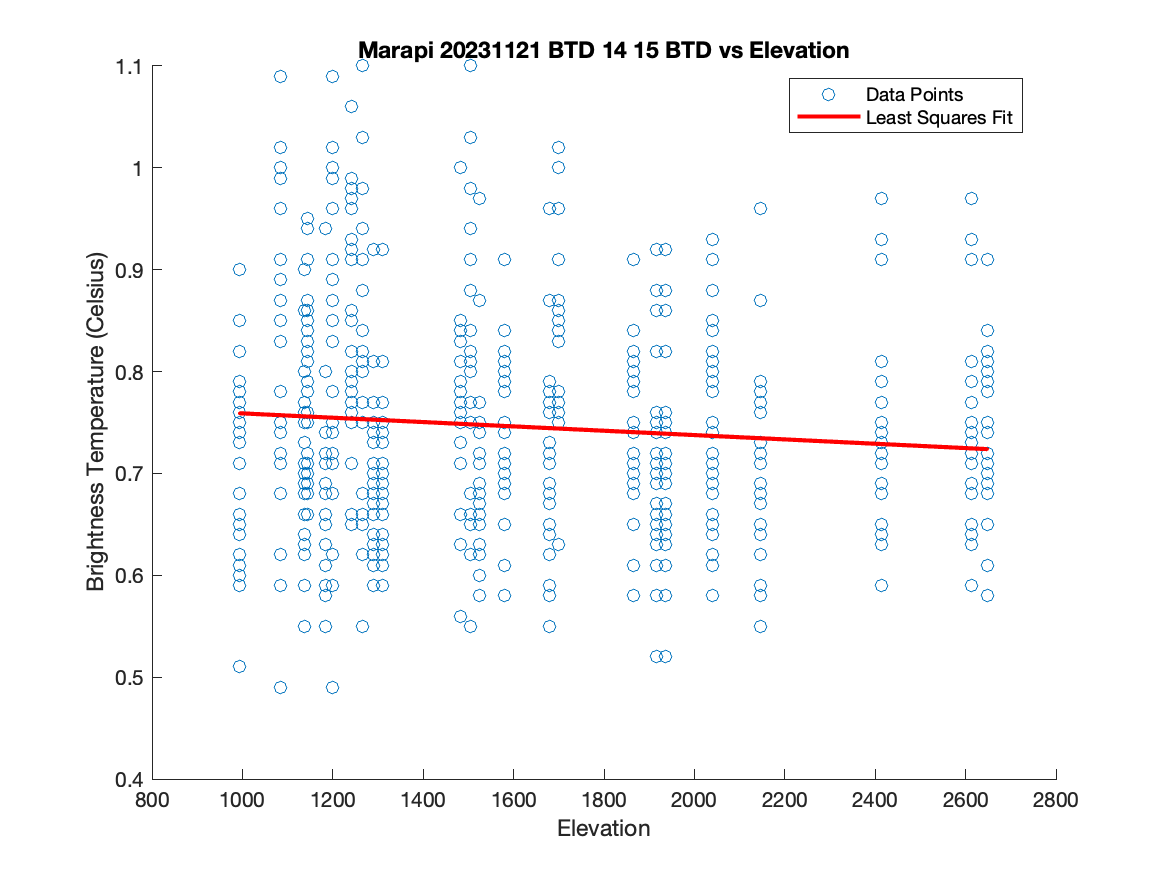 Marapi 20231121 BTD 14 15 BTD vs Elevation
Data Points
Least Squares Fit
Brightness Temperature (Celsius)
1.1
1
0.9
0.8
0.7
0.6
0.5
0.4
800 1000 1200 1400 1600 1800 2000 2200 2400 2600 2800
Elevation